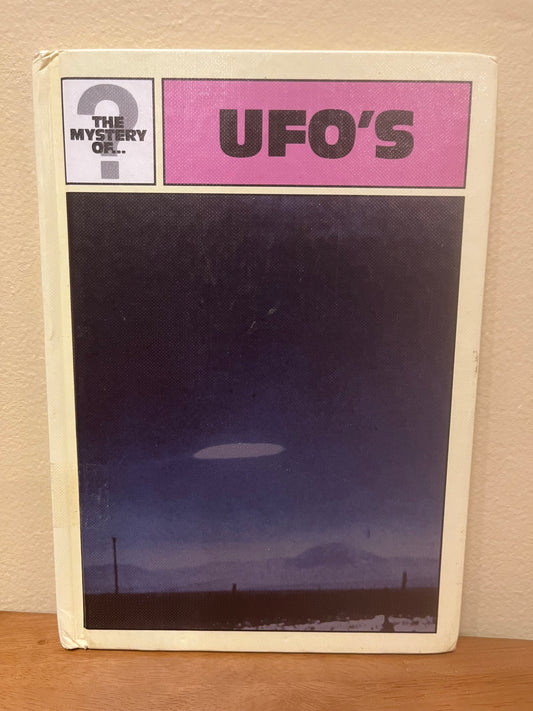 ?
THE
MYSTERY
OF...
UFO'S